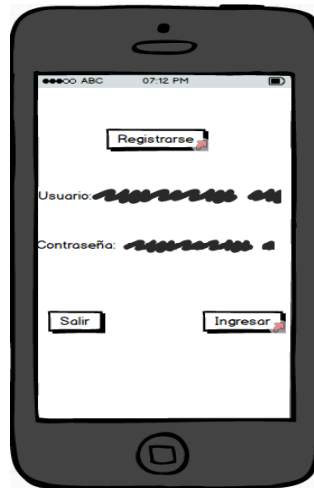 ABC 07:12 PM
Registrarse
Usuario:
Contraseña:
Salir Ingresar